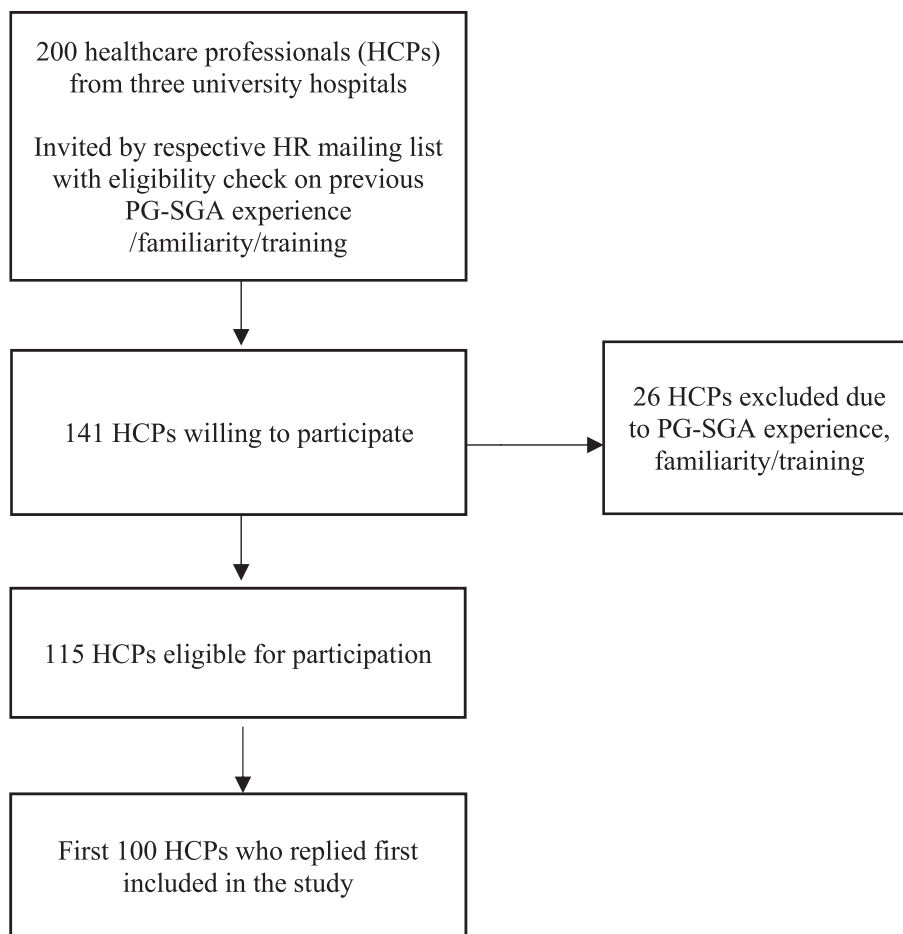 200 healthcare professionals (HCPs)
from three university hospitals
Invited by respective HR mailing list
with eligibility check on previous
PG-SGA experience
/familiarity/training
141 HCPs willing to participate
26 HCPs excluded due
to PG-SGA experience,
familiarity/training
115 HCPs eligible for participation
First 100 HCPs who replied first
included in the study